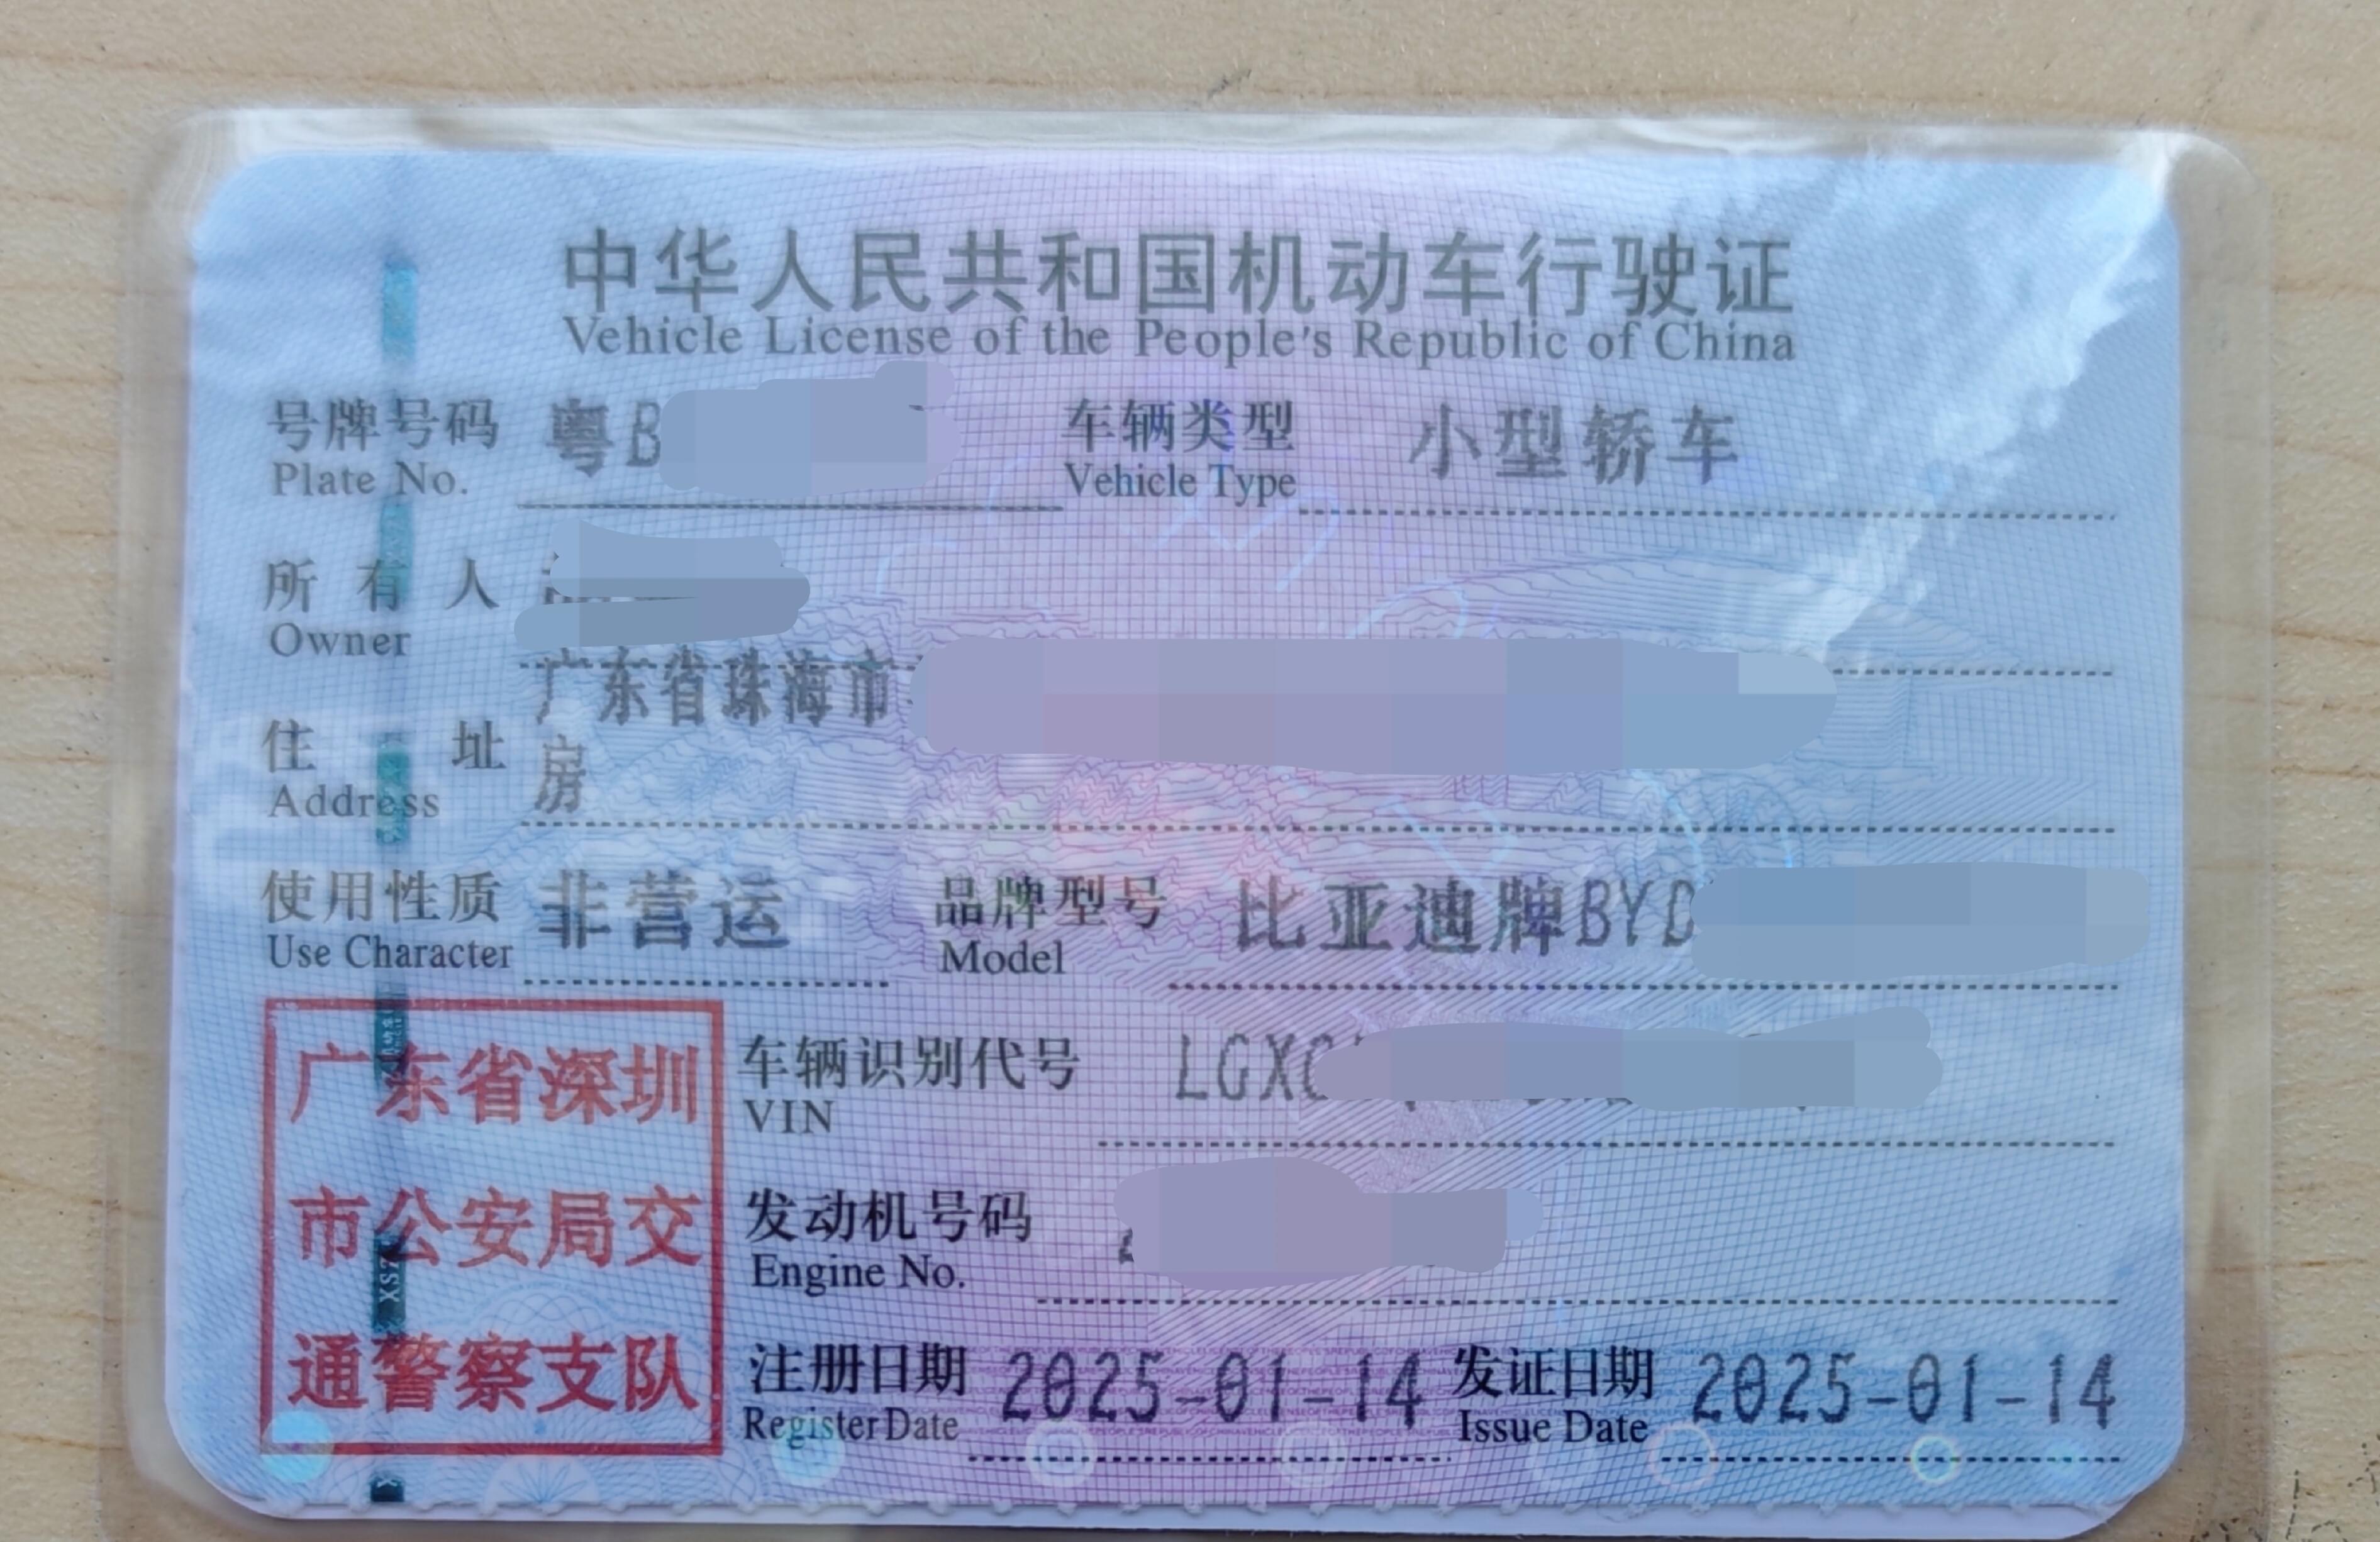 中华人民共和国机动车行驶证
Vehicle License of the People's Republic of China
号牌号码 粤B 车辆类型 小型轿车
Plate No. Vehicle Type
所有人
Owner
广东省珠海市
住址 房
Address
使用性质 非营运 品牌型号 比亚迪牌BYD
Use Character Model
广东省深圳
市公安局交
通警察支队
车辆识别代号 LGXC
VIN
发动机号码
Engine No.
注册日期 2025-01-14 发证日期 2025-01-14
Register Date Issue Date